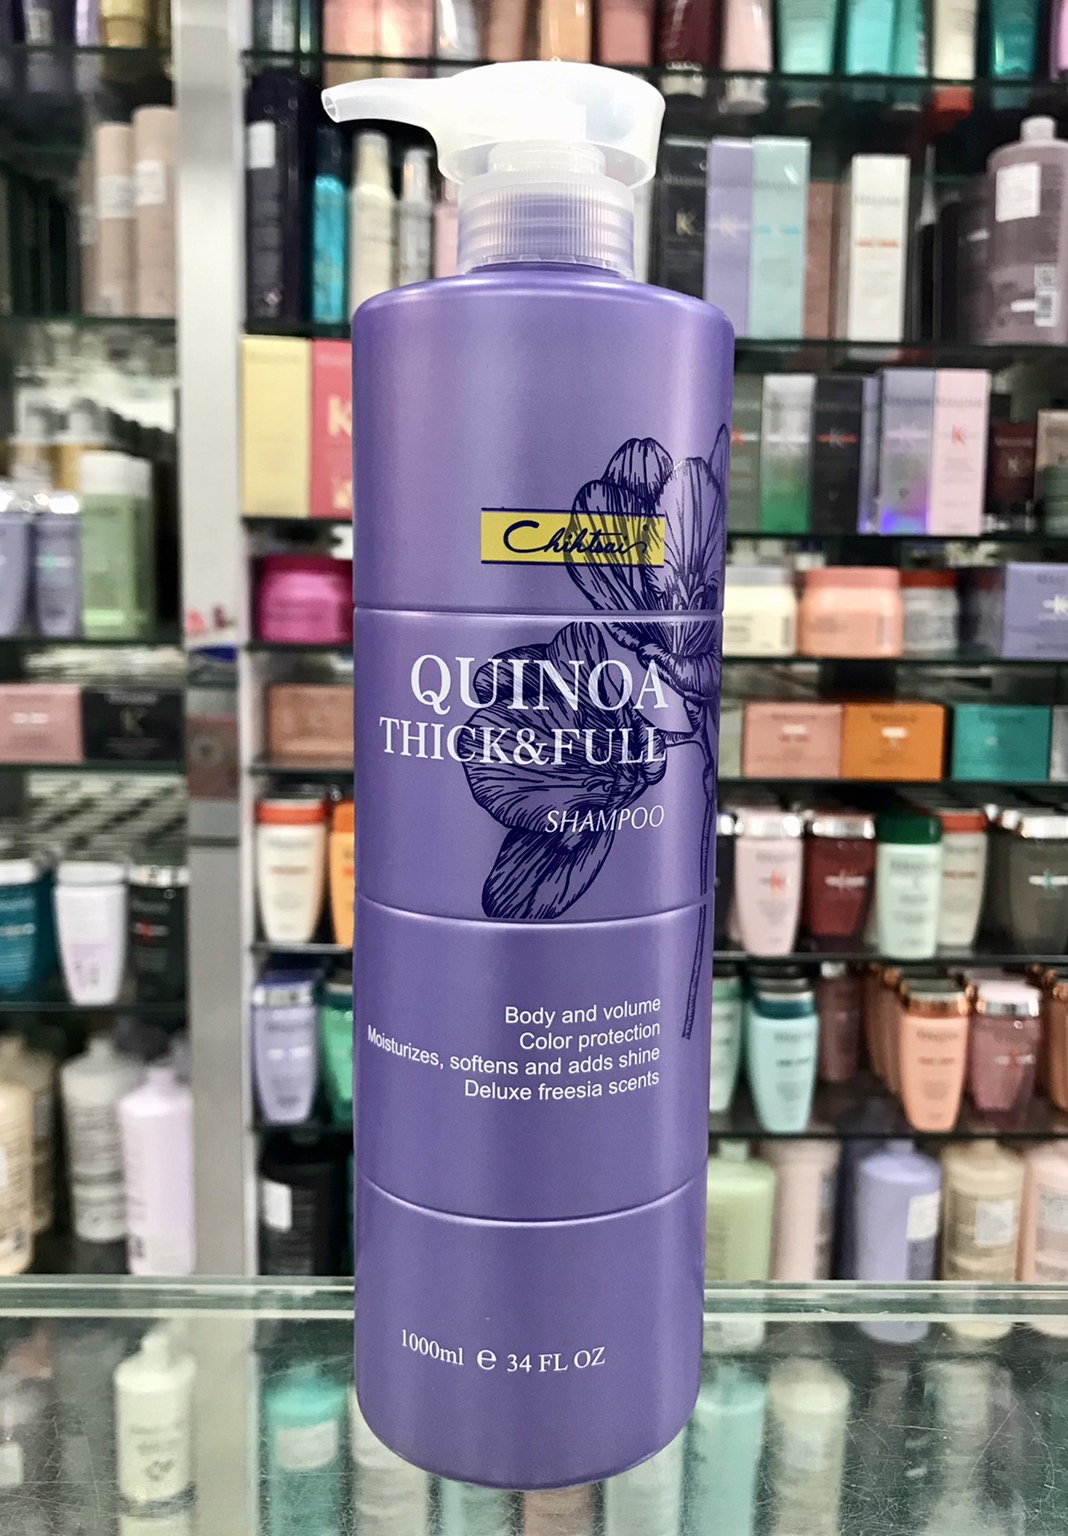 Chihtsai
QUINOA
THICK&FULL
SHAMPOO
Body and volume
Color protection
Moisturizes, softens and adds shine
Deluxe freesia scents
1000ml ℮ 34 FL OZ